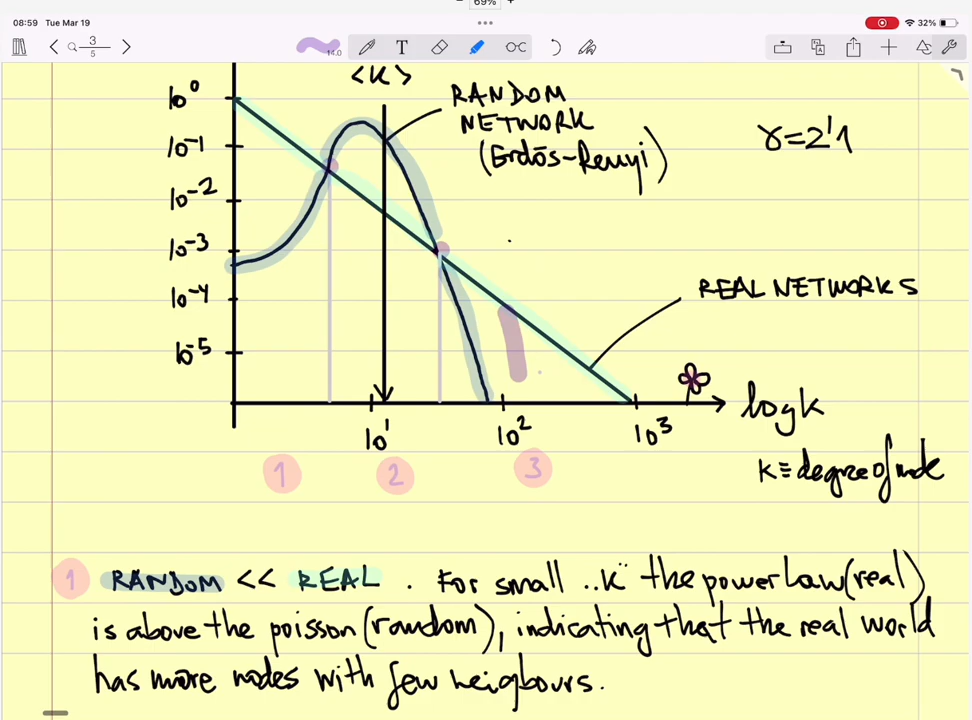 69%
08:59 Tue Mar 19
32%
3
5
14.0
T
<K>
10⁰
10⁻¹
10⁻²
10⁻³
10⁻⁴
10⁻⁵
RANDOM
NETWORK
(Erdős-Renyi)
γ=2'1
REAL NETWORKS
10¹
10²
10³
log k
k ≡ degree of node
1
2
3
1 RANDOM << REAL . For small "k" the power law (real)
is above the poisson (random), indicating that the real world
has more nodes with few neigbours.